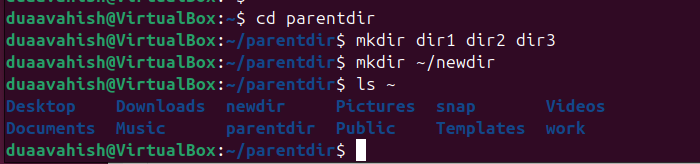 duaavahish@VirtualBox:~$ cd parentdir
duaavahish@VirtualBox:~/parentdir$ mkdir dir1 dir2 dir3
duaavahish@VirtualBox:~/parentdir$ mkdir ~/newdir
duaavahish@VirtualBox:~/parentdir$ ls ~
Desktop Downloads newdir Pictures snap Videos
Documents Music parentdir Public Templates work
duaavahish@VirtualBox:~/parentdir$